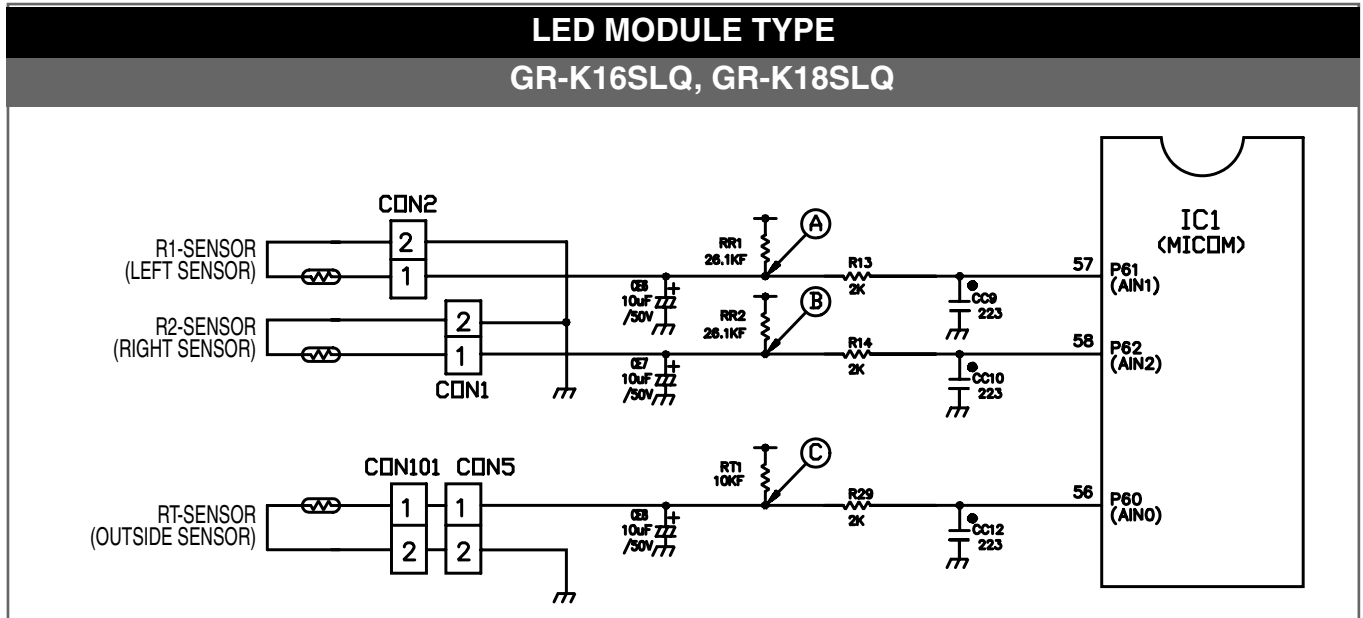 LED MODULE TYPE
GR-K16SLQ, GR-K18SLQ
CON2
R1-SENSOR
(LEFT SENSOR)
2
1
R2-SENSOR
(RIGHT SENSOR)
2
1
CON1
CE6
10uF
/50V
+
RR1
26.1KF
A
R13
2K
CC9
223
57
P61
(AIN1)
IC1
(MICOM)
CE7
10uF
/50V
+
RR2
26.1KF
B
R14
2K
CC10
223
58
P62
(AIN2)
CON101 CON5
RT-SENSOR
(OUTSIDE SENSOR)
1 1
2 2
10uF
/50V
+
RT1
10KF
C
R29
2K
CC12
223
56
P60
(AIN0)